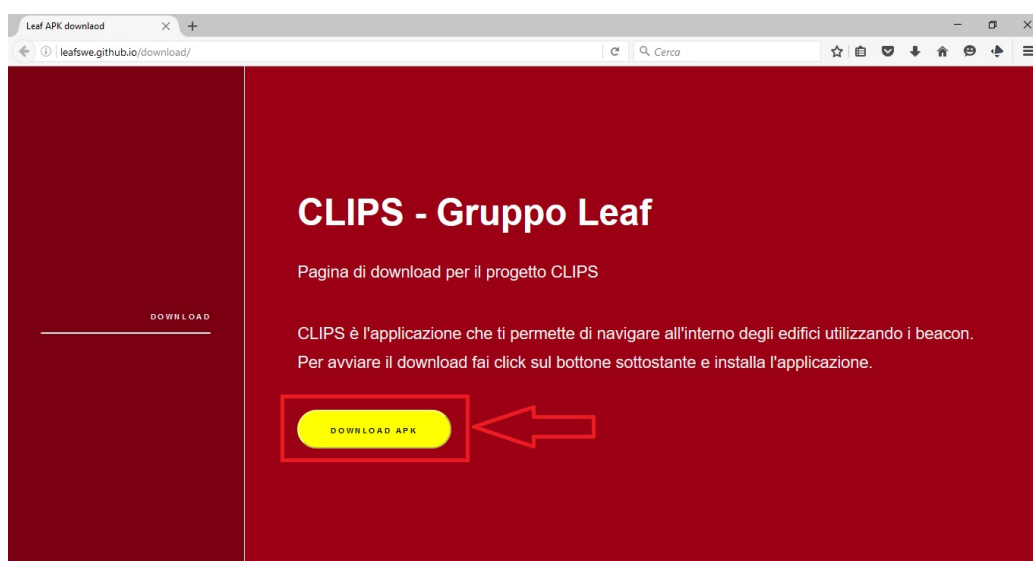 Leaf APK downlaod
leafswe.github.io/download/
Cerca
DOWNLOAD
CLIPS - Gruppo Leaf
Pagina di download per il progetto CLIPS
CLIPS è l'applicazione che ti permette di navigare all'interno degli edifici utilizzando i beacon.
Per avviare il download fai click sul bottone sottostante e installa l'applicazione.
DOWNLOAD APK